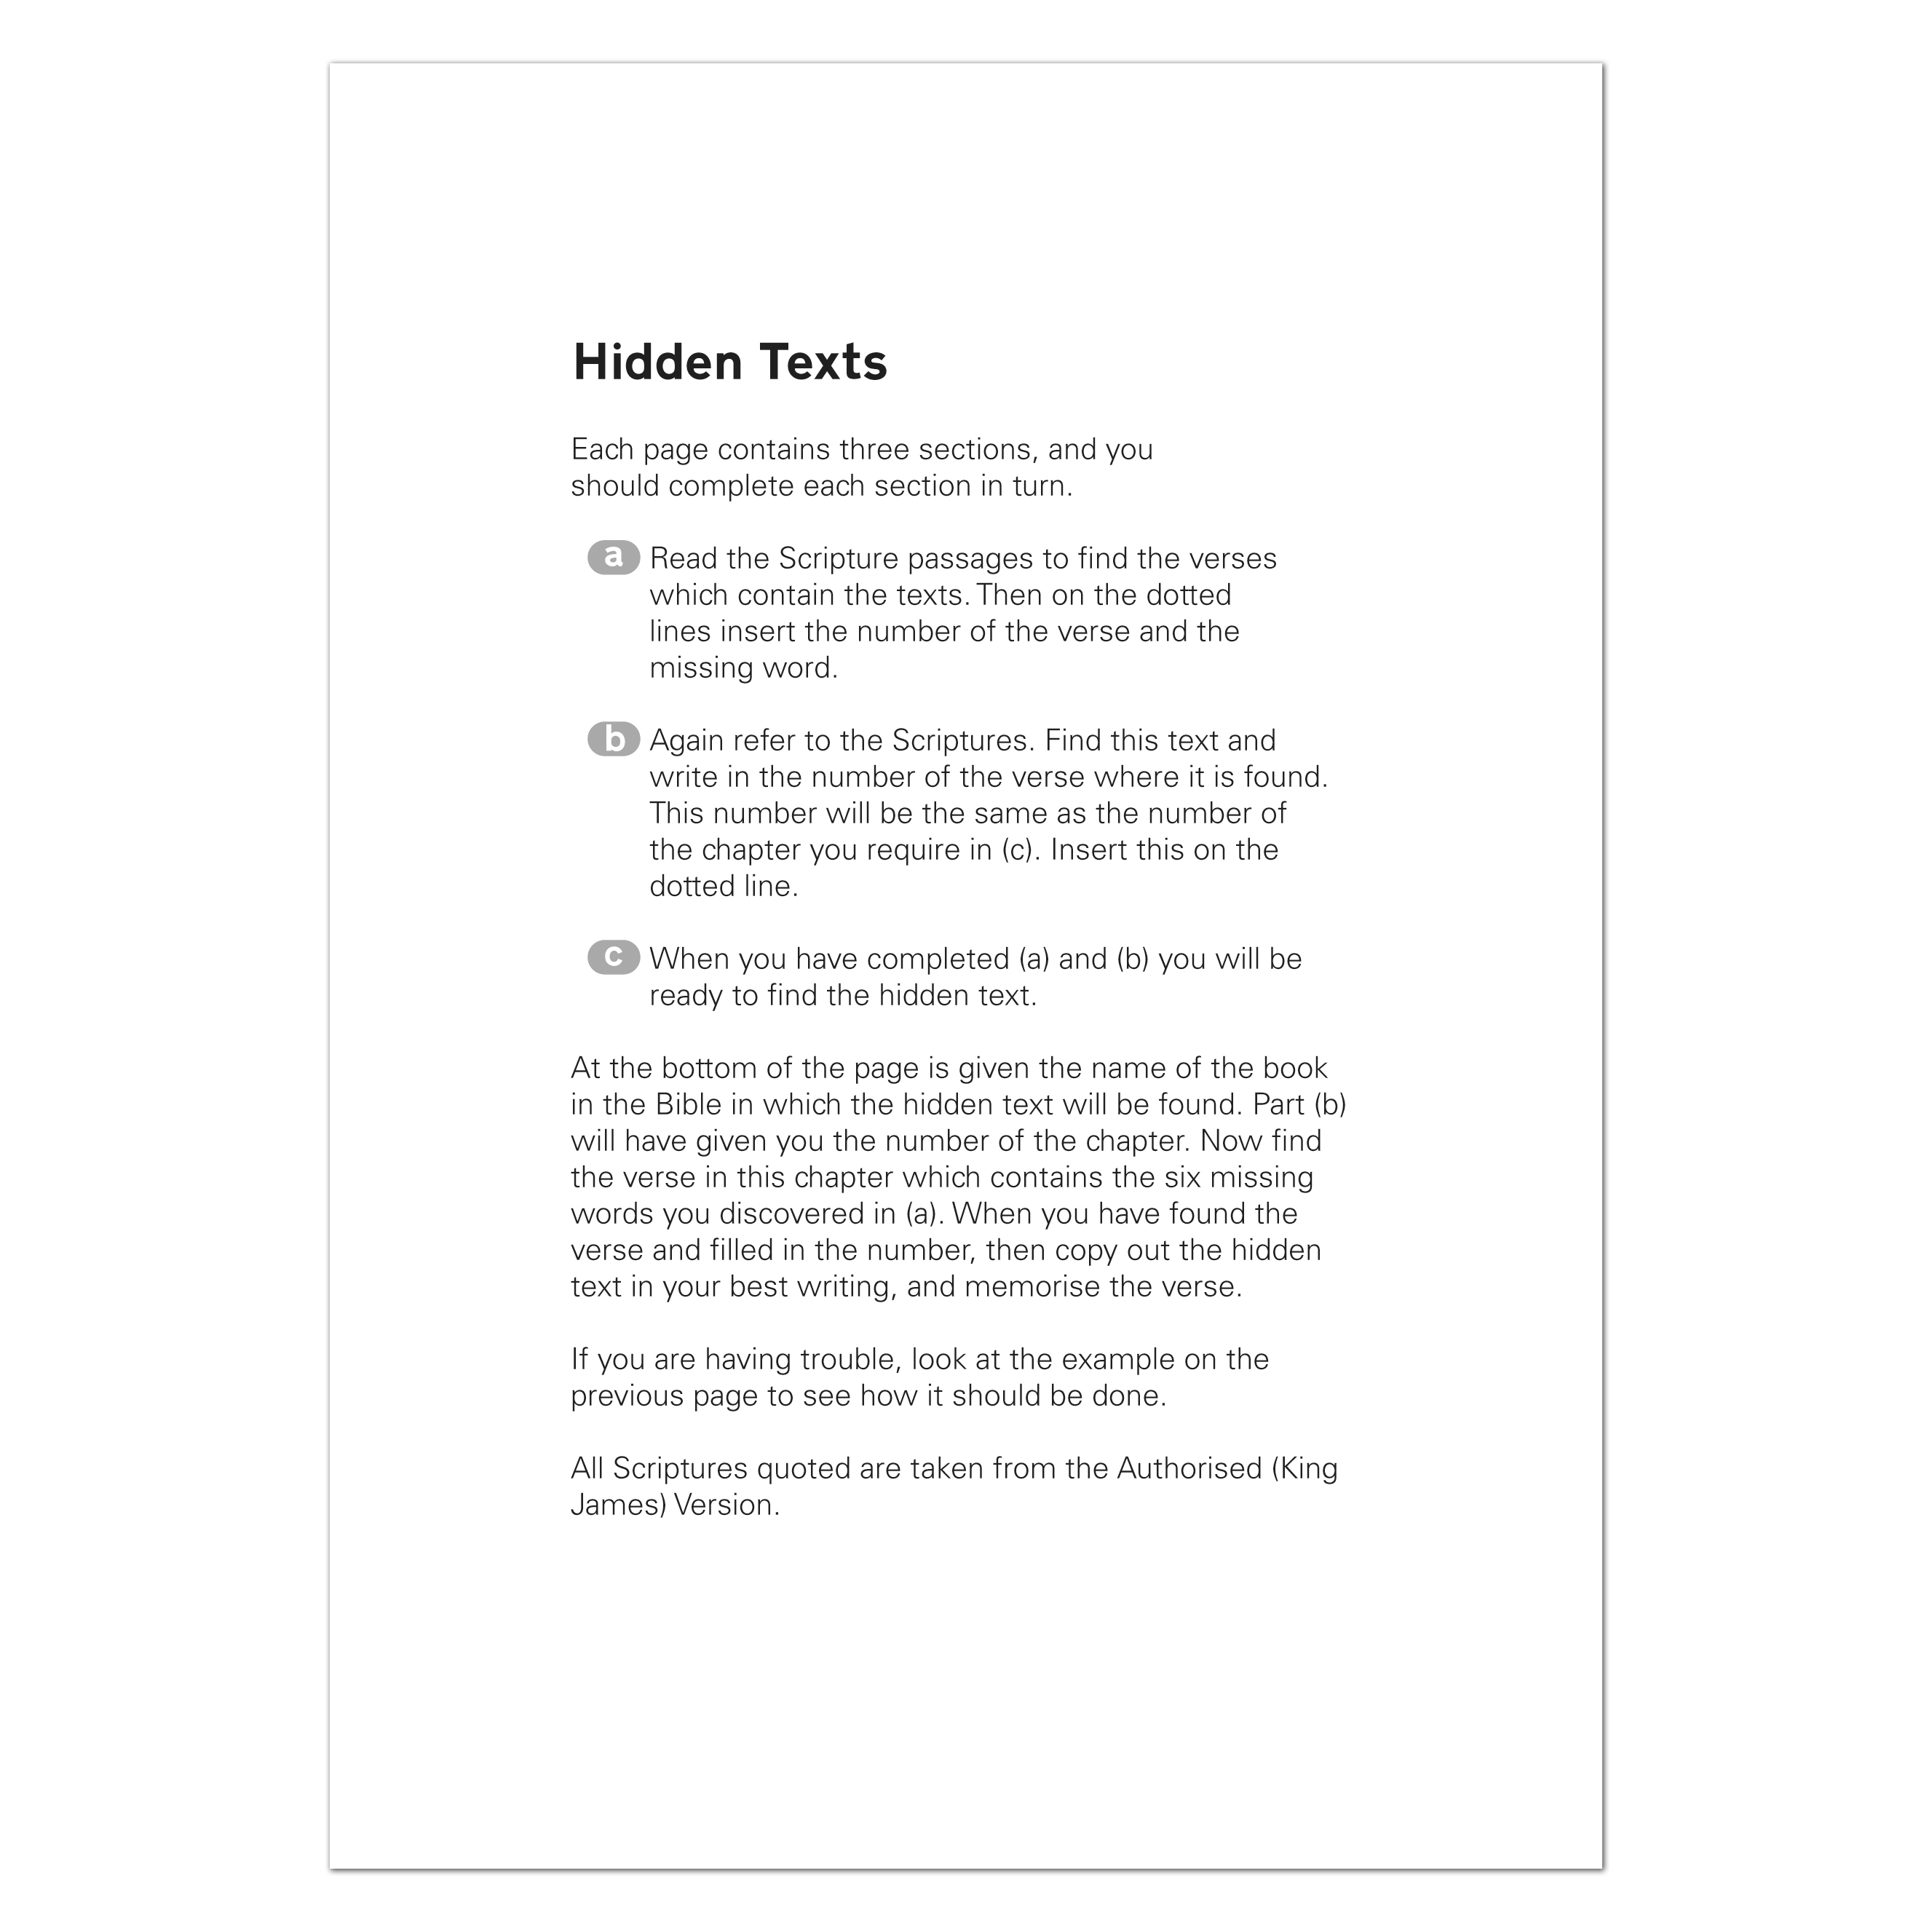 Hidden Texts
Each page contains three sections, and you
should complete each section in turn.
a Read the Scripture passages to find the verses
which contain the texts. Then on the dotted
lines insert the number of the verse and the
missing word.
b Again refer to the Scriptures. Find this text and
write in the number of the verse where it is found.
This number will be the same as the number of
the chapter you require in (c). Insert this on the
dotted line.
c When you have completed (a) and (b) you will be
ready to find the hidden text.
At the bottom of the page is given the name of the book
in the Bible in which the hidden text will be found. Part (b)
will have given you the number of the chapter. Now find
the verse in this chapter which contains the six missing
words you discovered in (a). When you have found the
verse and filled in the number, then copy out the hidden
text in your best writing, and memorise the verse.
If you are having trouble, look at the example on the
previous page to see how it should be done.
All Scriptures quoted are taken from the Authorised (King
James) Version.